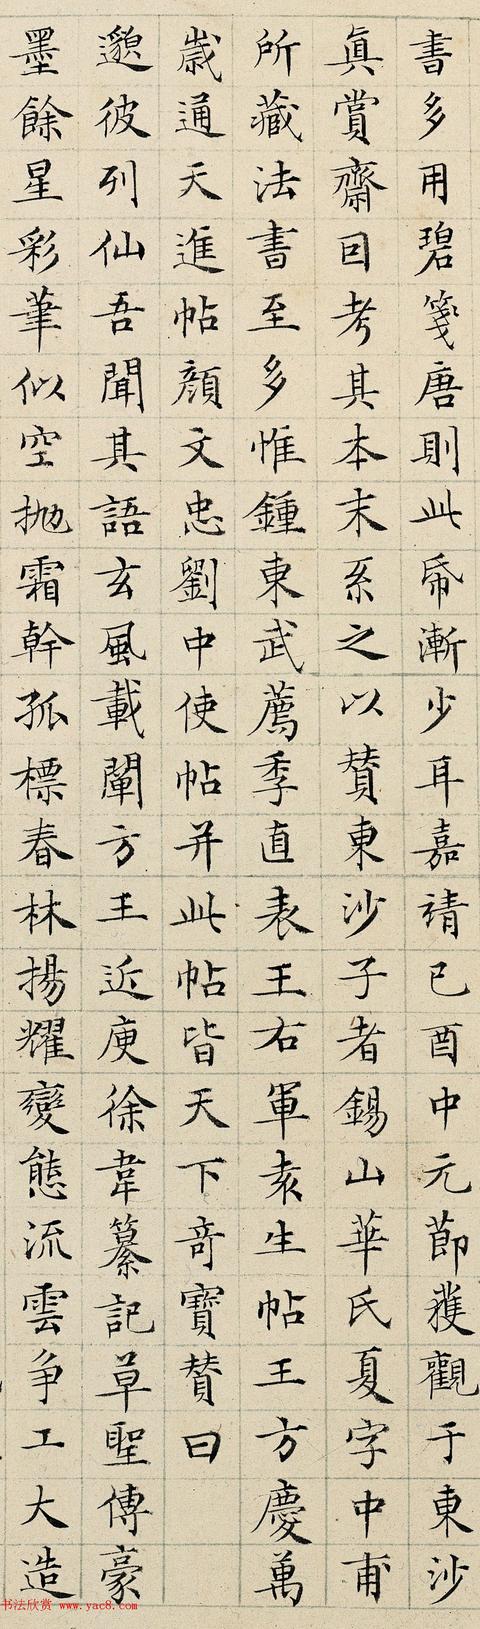 書多用碧箋唐則此帋漸少耳嘉靖已酉中元節獲觀于東沙
真賞齋因考其本末系之以賛東沙子者錫山華氏夏字中甫
所藏法書至多惟鍾東武薦季直表王右軍袁生帖王方慶萬
歲通天進帖顏文忠劉中使帖并此帖皆天下奇寶賛曰
邈彼列仙吾聞其語玄風載闡方王近庾徐韋纂記草聖傳豪
墨餘星彩筆似空拋霜幹孤標春林揚耀變態流雲争工大造
书法欣赏 www.yac8.com